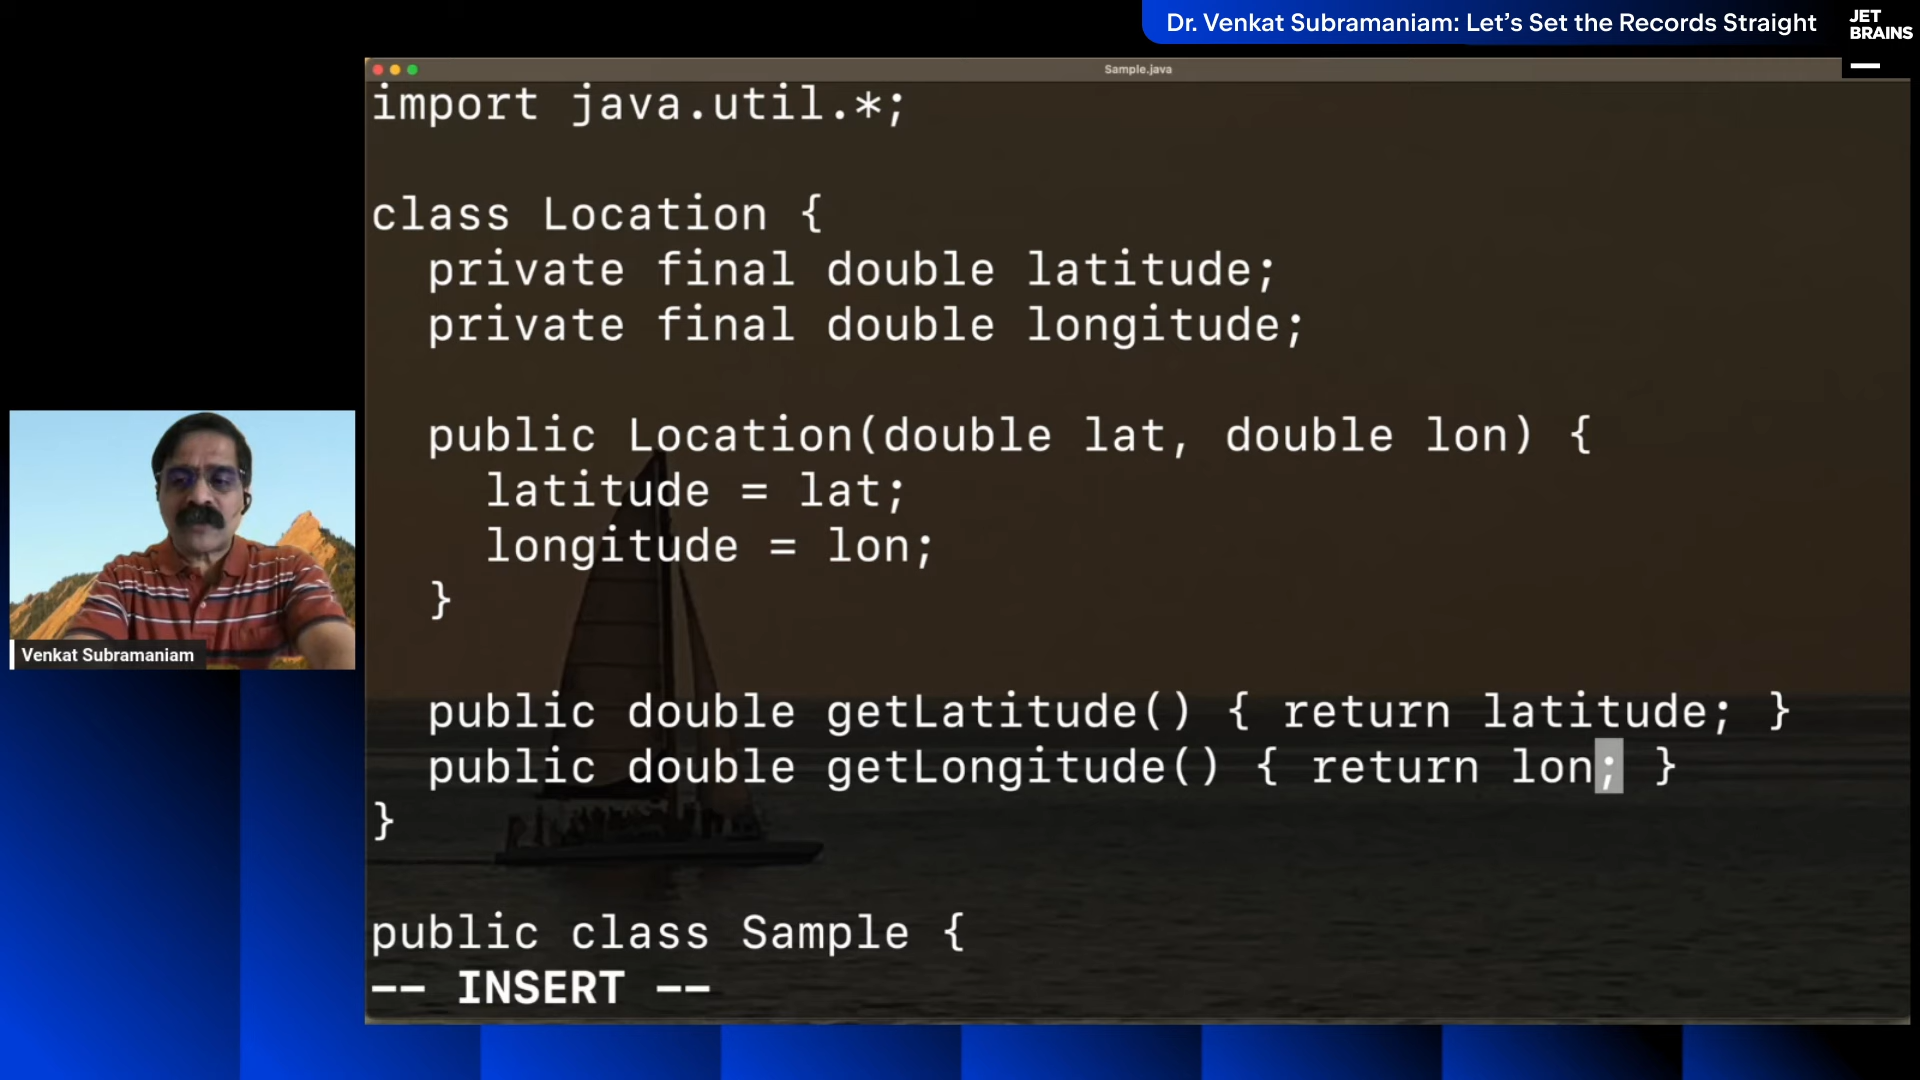 Dr. Venkat Subramaniam: Let's Set the Records Straight
JET
BRAINS
Sample.java
import java.util.*;
class Location {
private final double latitude;
private final double longitude;
public Location(double lat, double lon) {
latitude = lat;
longitude = lon;
}
public double getLatitude() { return latitude; }
public double getLongitude() { return lon; }
}
public class Sample {
-- INSERT --
Venkat Subramaniam